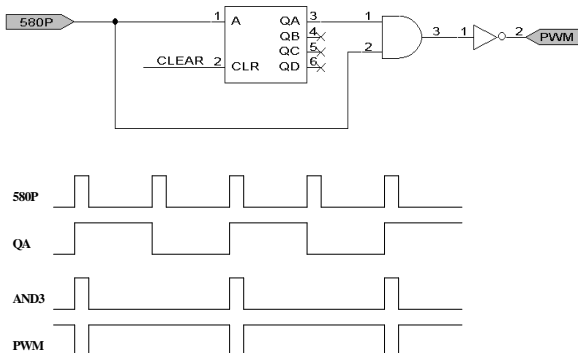 580P
1 A QA 3
QB 4
QC 5
CLEAR 2 CLR QD 6
1
2
3
1 2
PWM
580P
QA
AND3
PWM